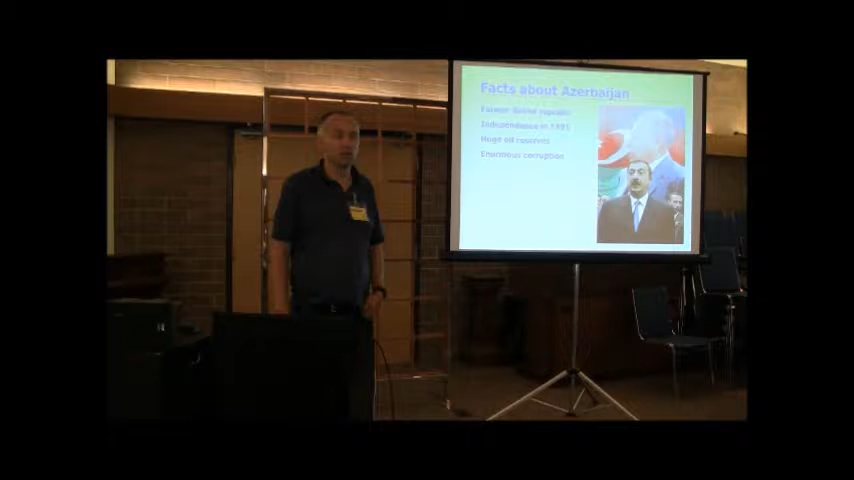 Facts about Azerbaijan
Former Soviet republic
Independence in 1991
Huge oil reserves
Enormous corruption